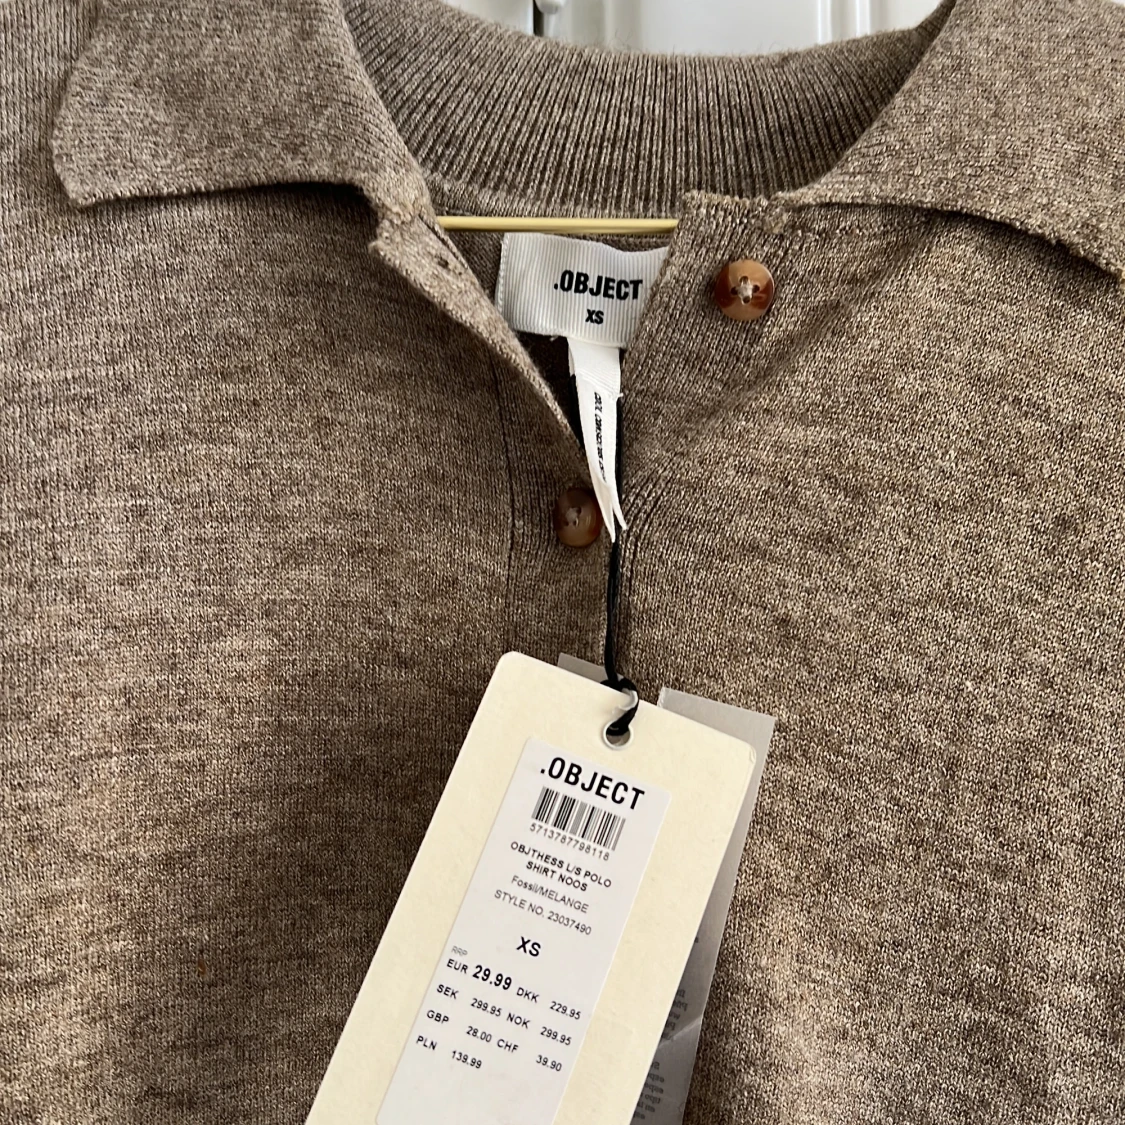 .OBJECT
XS
.OBJECT
5713787798118
OBJTHESS L/S POLO
SHIRT NOOS
Fossil/MELANGE
STYLE NO. 23037490
XS
RRP
EUR 29.99 DKK 229.95
SEK 299.95 NOK 299.95
GBP 28.00 CHF 39.90
PLN 139.99